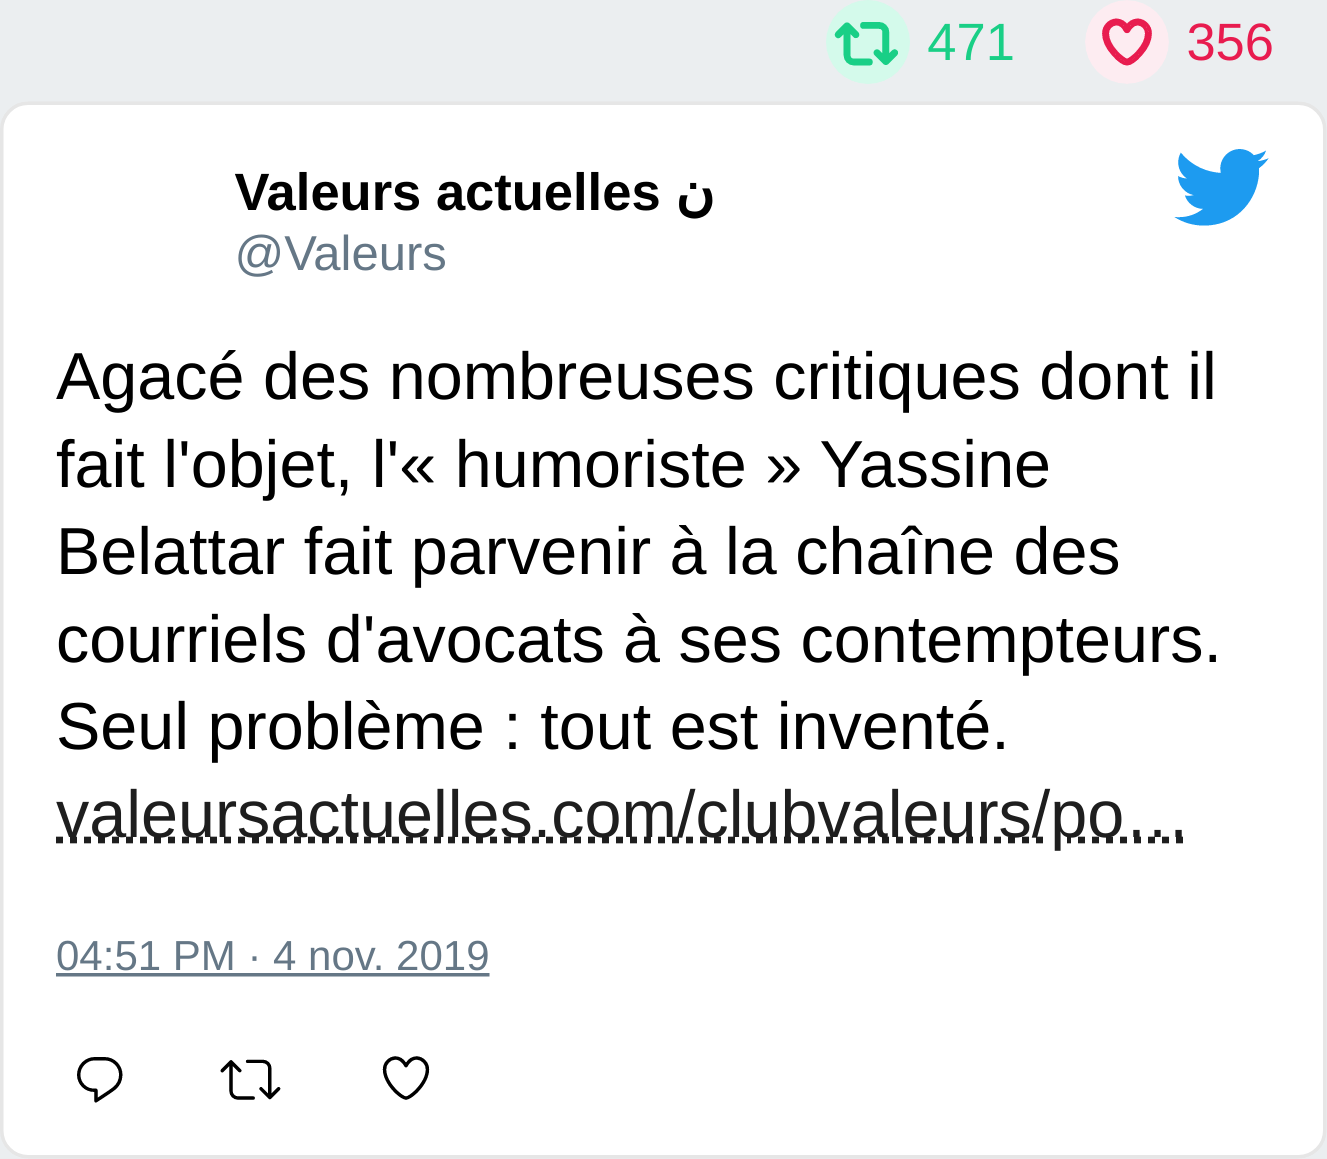 471 356
Valeurs actuelles ن
@Valeurs
Agacé des nombreuses critiques dont il
fait l'objet, l'« humoriste » Yassine
Belattar fait parvenir à la chaîne des
courriels d'avocats à ses contempteurs.
Seul problème : tout est inventé.
valeursactuelles.com/clubvaleurs/po…
04:51 PM · 4 nov. 2019